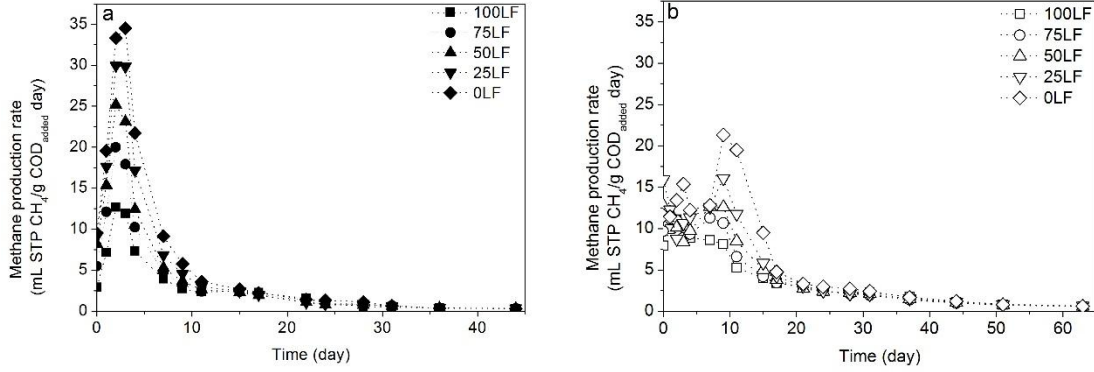 a
100LF
75LF
50LF
25LF
0LF
Methane production rate
(mL STP CH₄/g COD_added day)
35
30
25
20
15
10
5
0
0 10 20 30 40
Time (day)
b
100LF
75LF
50LF
25LF
0LF
Methane production rate
(mL STP CH₄/g COD_added day)
35
30
25
20
15
10
5
0
0 10 20 30 40 50 60
Time (day)